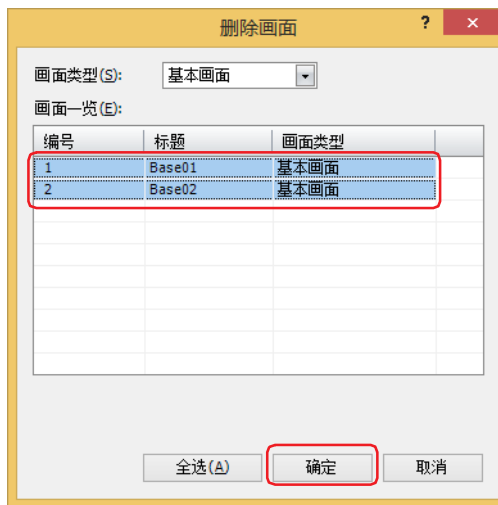 删除画面 ? ×
画面类型(S): 基本画面
画面一览(E):
编号 标题 画面类型
1 Base01 基本画面
2 Base02 基本画面
全选(A) 确定 取消